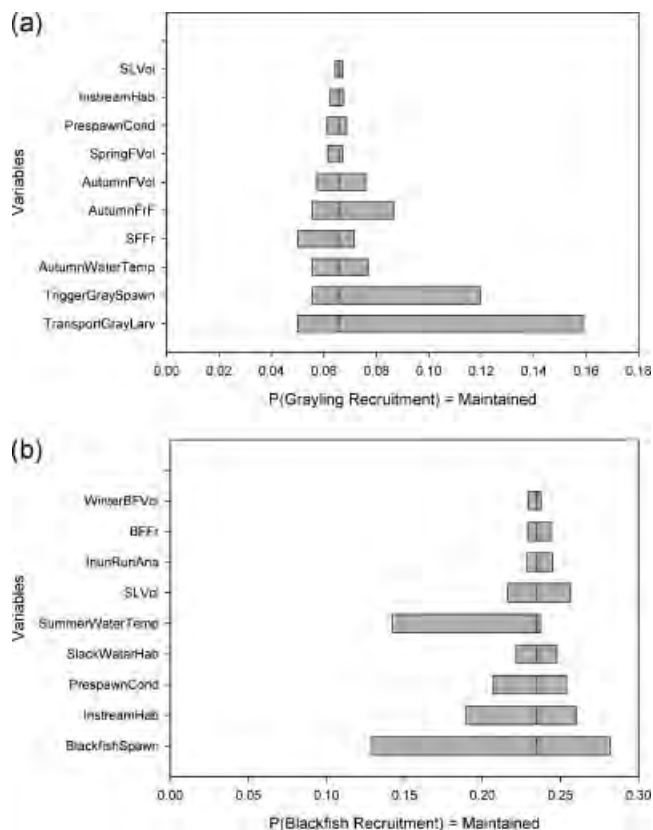 (a)
SLVol
InstreamHab
PrespawnCond
SpringFVol
AutumnFVol
AutumnFrF
SFFr
AutumnWaterTemp
TriggerGraySpawn
TransportGrayLarv
Variables
0.00 0.02 0.04 0.06 0.08 0.10 0.12 0.14 0.16 0.18
P(Grayling Recruitment) = Maintained
(b)
WinterBFVol
BFFr
InunRunAna
SLVol
SummerWaterTemp
SlackWaterHab
PrespawnCond
InstreamHab
BlackfishSpawn
Variables
0.00 0.05 0.10 0.15 0.20 0.25 0.30
P(Blackfish Recruitment) = Maintained